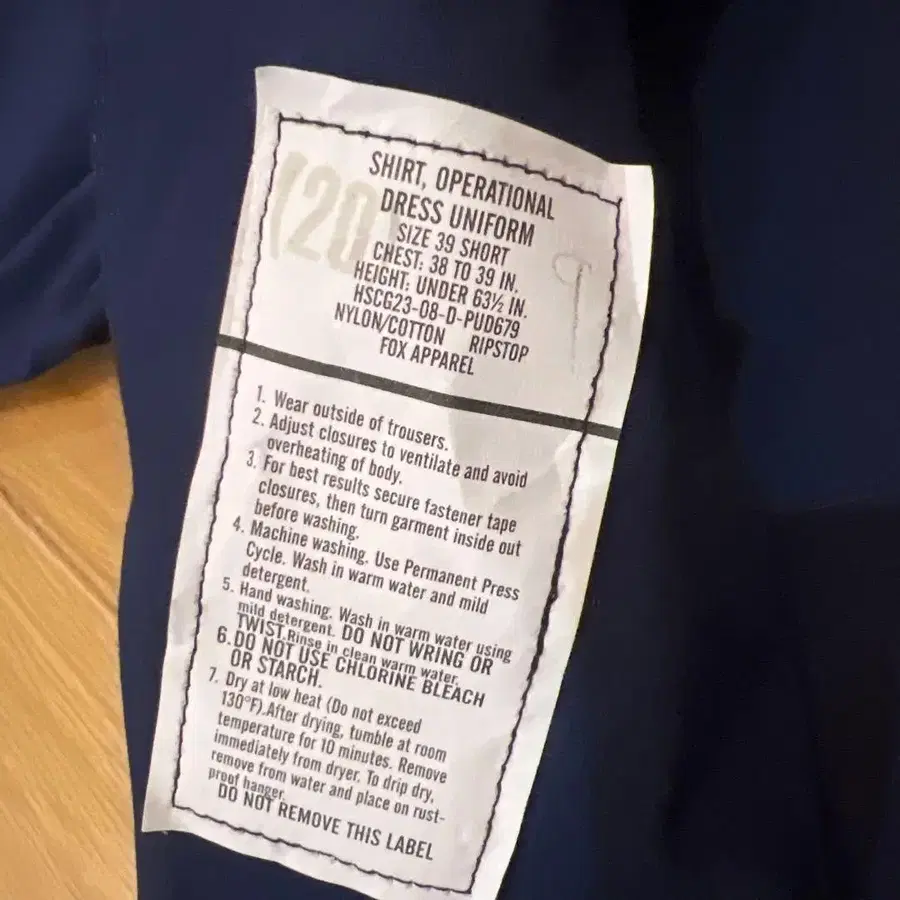 (20)
SHIRT, OPERATIONAL
DRESS UNIFORM
SIZE 39 SHORT
CHEST: 38 TO 39 IN.
HEIGHT: UNDER 63½ IN.
HSCG23-08-D-PUD679
NYLON/COTTON RIPSTOP
FOX APPAREL
1. Wear outside of trousers.
2. Adjust closures to ventilate and avoid
overheating of body.
3. For best results secure fastener tape
closures, then turn garment inside out
before washing.
4. Machine washing. Use Permanent Press
Cycle. Wash in warm water and mild
detergent.
5. Hand washing. Wash in warm water using
mild detergent. DO NOT WRING OR
TWIST.Rinse in clean warm water.
6. DO NOT USE CHLORINE BLEACH
OR STARCH.
7. Dry at low heat (Do not exceed
130°F).After drying, tumble at room
temperature for 10 minutes. Remove
immediately from dryer. To drip dry,
remove from water and place on rust-
proof hanger.
DO NOT REMOVE THIS LABEL